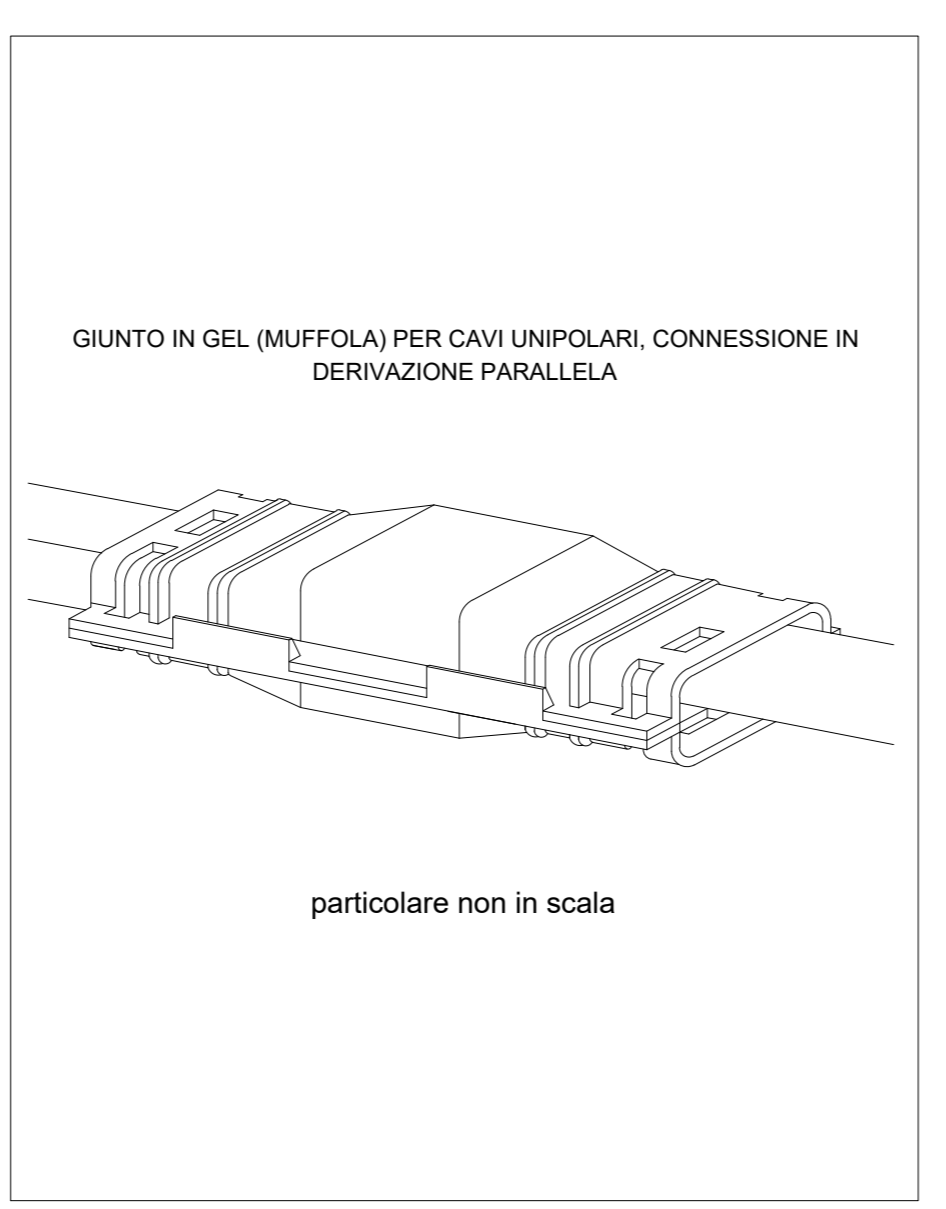 GIUNTO IN GEL (MUFFOLA) PER CAVI UNIPOLARI, CONNESSIONE IN
DERIVAZIONE PARALLELA
particolare non in scala